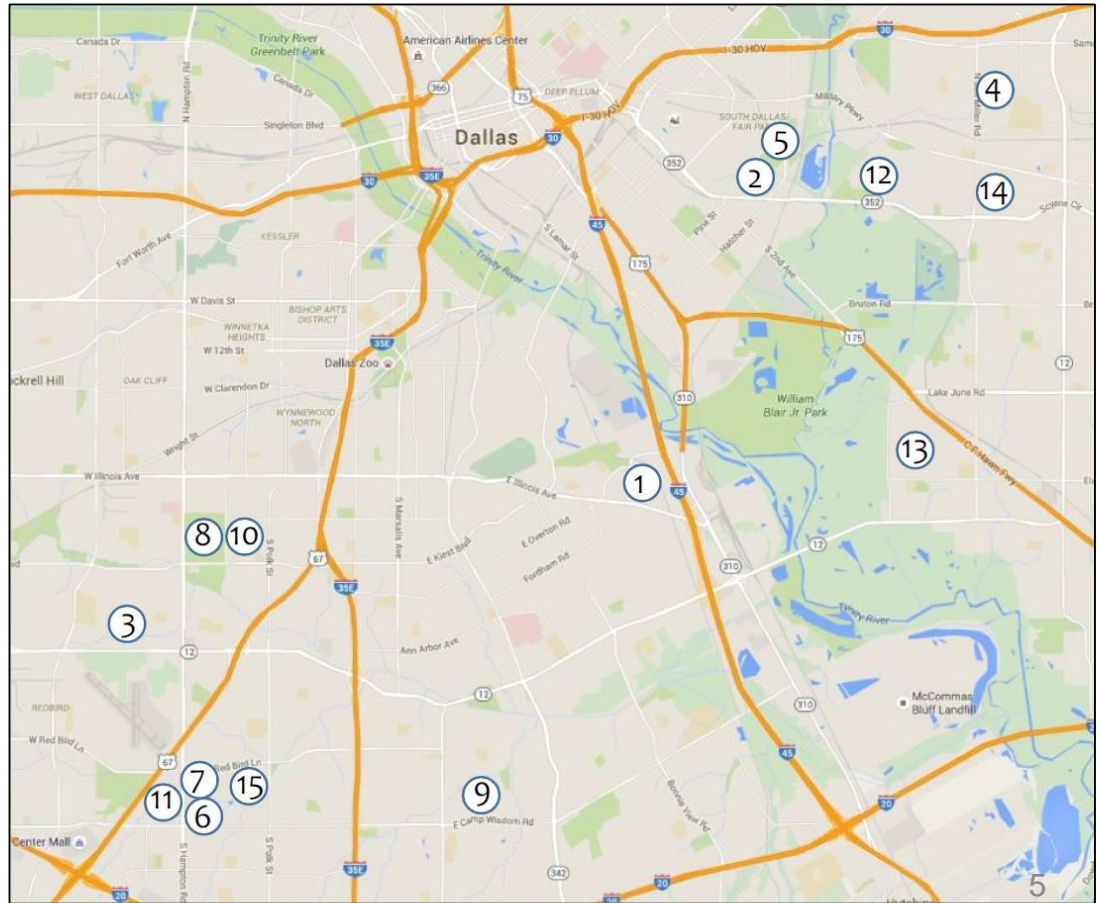 Canada Dr
Trinity River
Greenbelt Park
American Airlines Center
I-30 HOV
30
N Hampton Rd
Canada Dr
366
WEST DALLAS
75
DEEP ELLUM
Military Pkwy
4
Singleton Blvd
I-30 HOV
SOUTH DALLAS/
Dallas
30
5
352
2
12
14
30
35E
352
Scyene Cir
Pine St
Hatcher St
KESSLER
45
S Lamar St
Fort Worth Ave
Trinity River
175
S 2nd Ave
W Davis St
BISHOP ARTS
DISTRICT
Bruton Rd
WINNETKA
HEIGHTS
W 12th St
35E
175
Dallas Zoo
12
OAK CLIFF
W Clarendon Dr
310
William
Blair Jr. Park
Lake June Rd
WYNNEWOOD
NORTH
Wright St
C F Hawn Fwy
13
W Illinois Ave
E Illinois Ave
1
45
S Marsalis Ave
8
10
S Polk St
E Overton Rd
E Kiest Blvd
12
67
310
Fordham Rd
35E
Trinity River
3
12
Ann Arbor Ave
12
REDBIRD
310
McCommas
Bluff Landfill
W Red Bird Ln
67
Red Bird Ln
45
7
11
15
9
6
20
E Camp Wisdom Rd
Bonnie View Rd
Center Mall
S Hampton Rd
S Polk St
35E
342
20
20
20
5